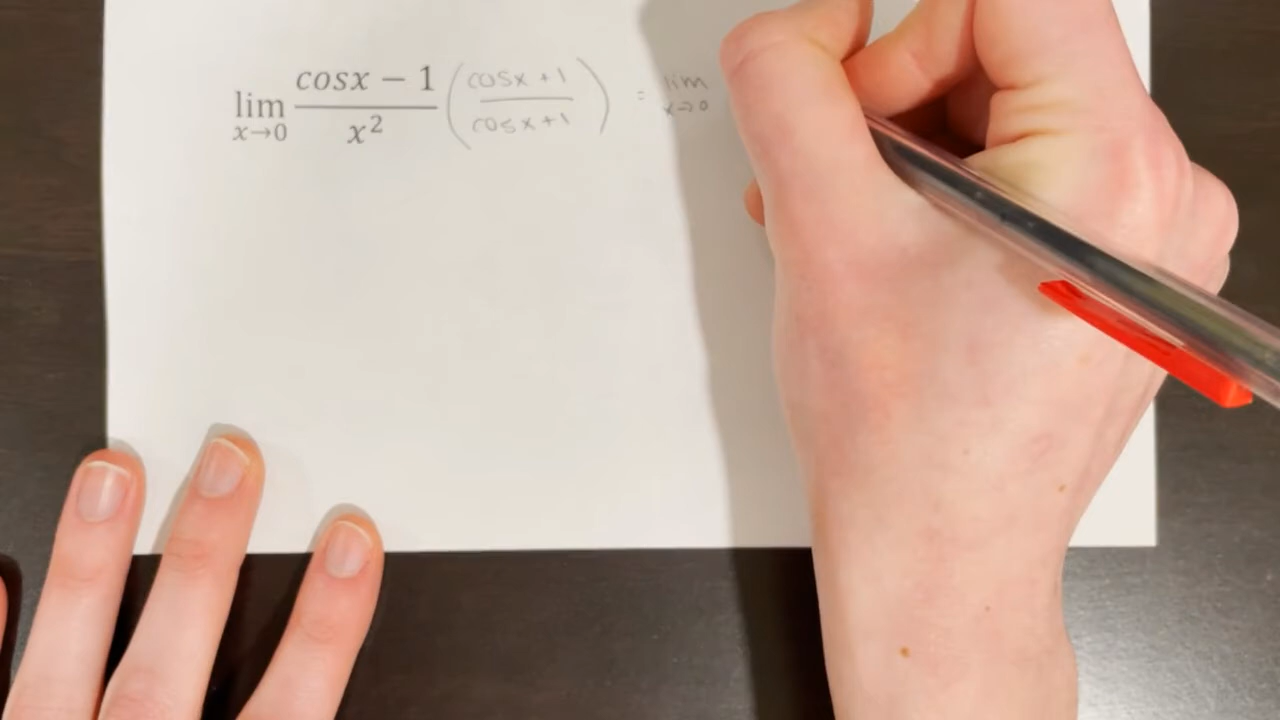 lim x→0 cosx − 1 / x² ( cosx +1 / cosx +1 ) = lim x→0